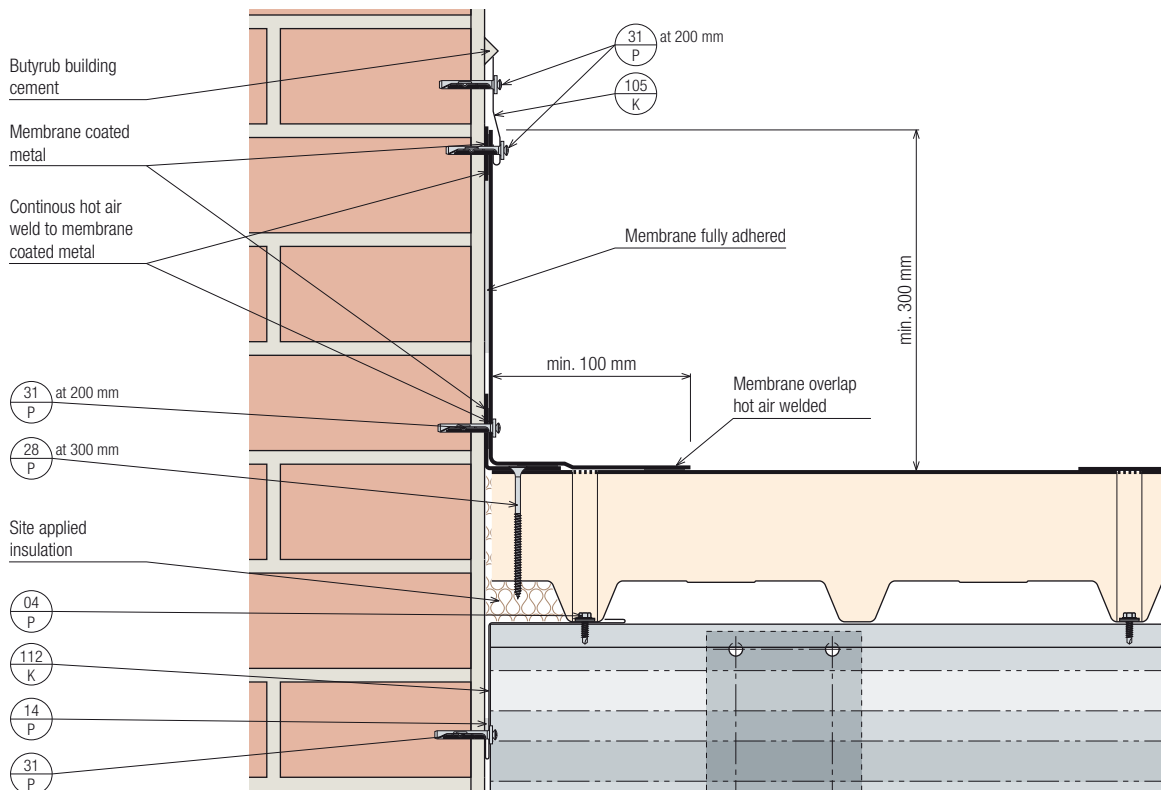 Butyrub building
cement
Membrane coated
metal
Continous hot air
weld to membrane
coated metal
31
P
at 200 mm
28
P
at 300 mm
Site applied
insulation
04
P
112
K
14
P
31
P
31
P
at 200 mm
105
K
Membrane fully adhered
min. 300 mm
min. 100 mm
Membrane overlap
hot air welded